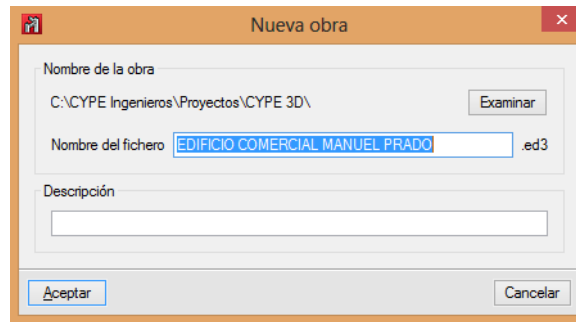 Nueva obra
Nombre de la obra
C:\CYPE Ingenieros\Proyectos\CYPE 3D\ Examinar
Nombre del fichero EDIFICIO COMERCIAL MANUEL PRADO .ed3
Descripción
Aceptar Cancelar